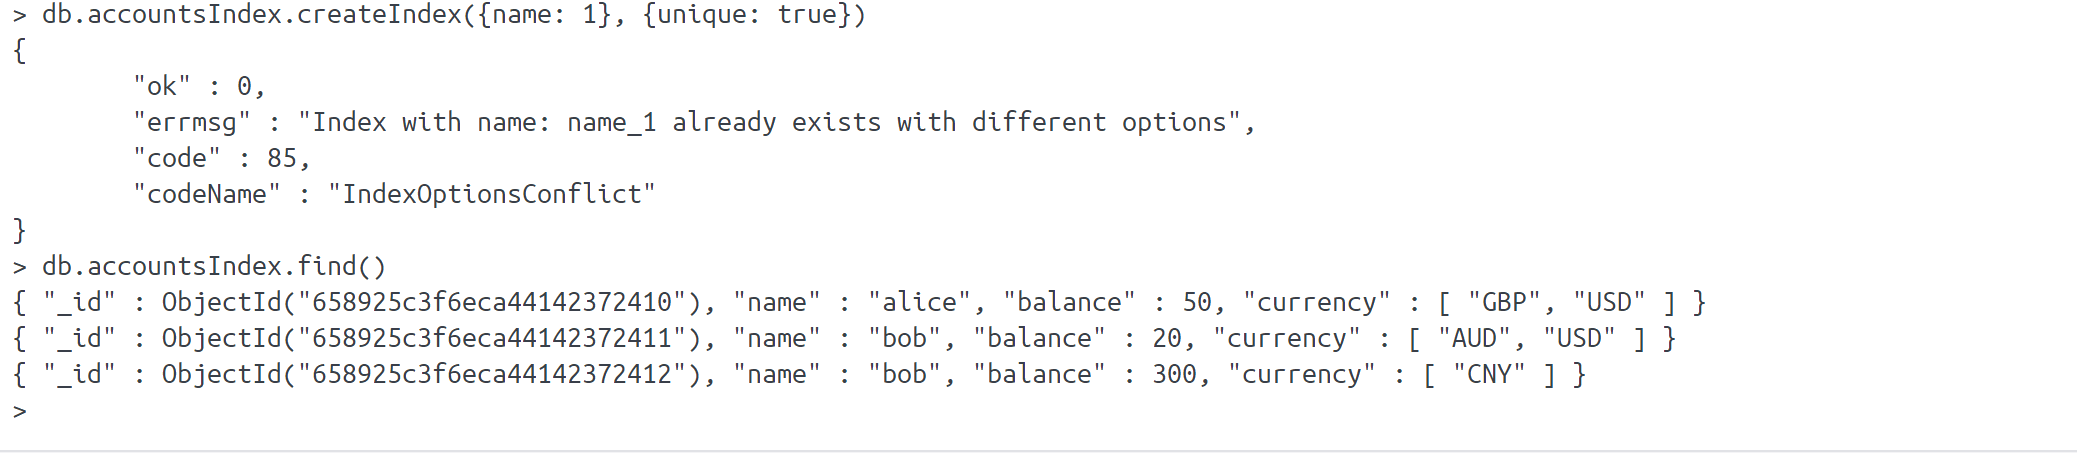 > db.accountsIndex.createIndex({name: 1}, {unique: true})
{
        "ok" : 0,
        "errmsg" : "Index with name: name_1 already exists with different options",
        "code" : 85,
        "codeName" : "IndexOptionsConflict"
}
> db.accountsIndex.find()
{ "_id" : ObjectId("658925c3f6eca44142372410"), "name" : "alice", "balance" : 50, "currency" : [ "GBP", "USD" ] }
{ "_id" : ObjectId("658925c3f6eca44142372411"), "name" : "bob", "balance" : 20, "currency" : [ "AUD", "USD" ] }
{ "_id" : ObjectId("658925c3f6eca44142372412"), "name" : "bob", "balance" : 300, "currency" : [ "CNY" ] }
>